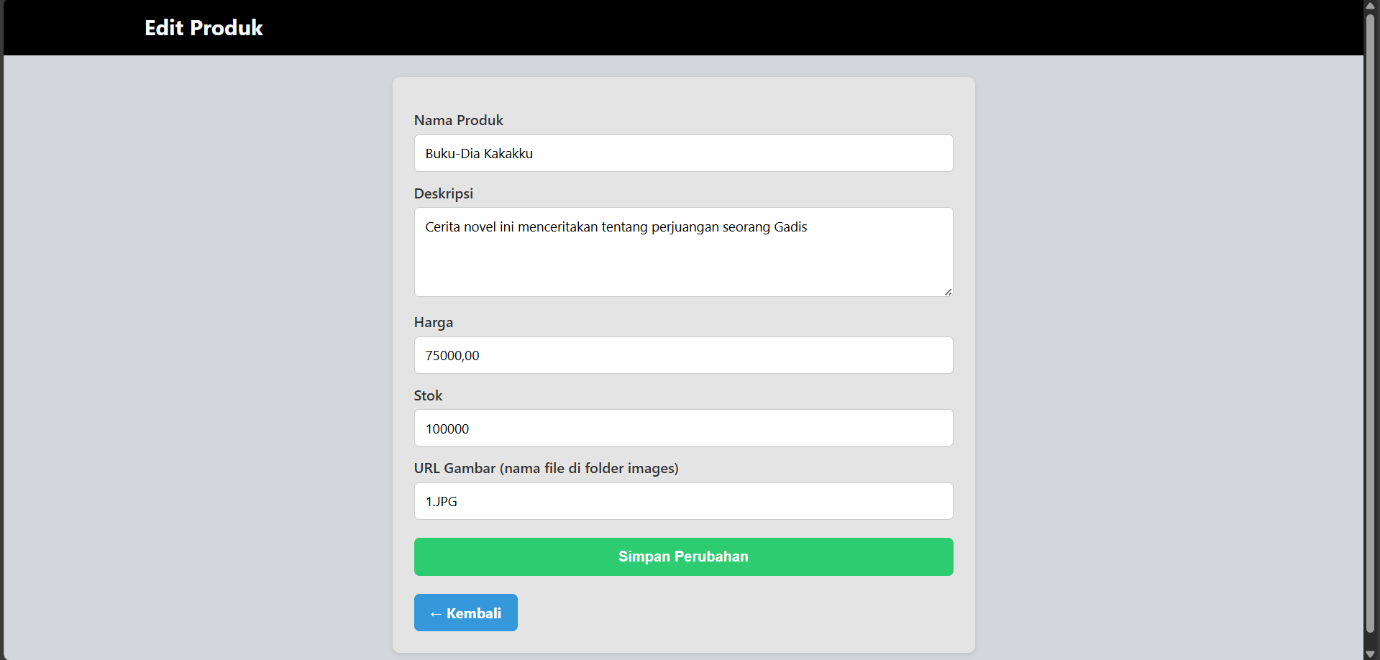 Edit Produk
Nama Produk
Buku-Dia Kakakku
Deskripsi
Cerita novel ini menceritakan tentang perjuangan seorang Gadis
Harga
75000,00
Stok
100000
URL Gambar (nama file di folder images)
1.JPG
Simpan Perubahan
← Kembali